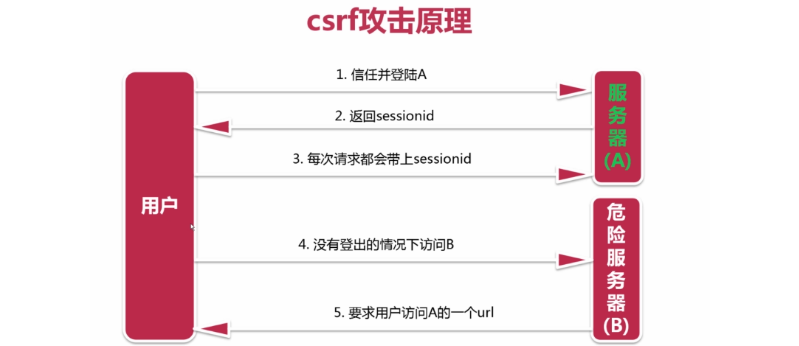 csrf攻击原理
1. 信任并登陆A
2. 返回sessionid
3. 每次请求都会带上sessionid
服务器(A)
用户
4. 没有登出的情况下访问B
5. 要求用户访问A的一个url
危险服务器(B)